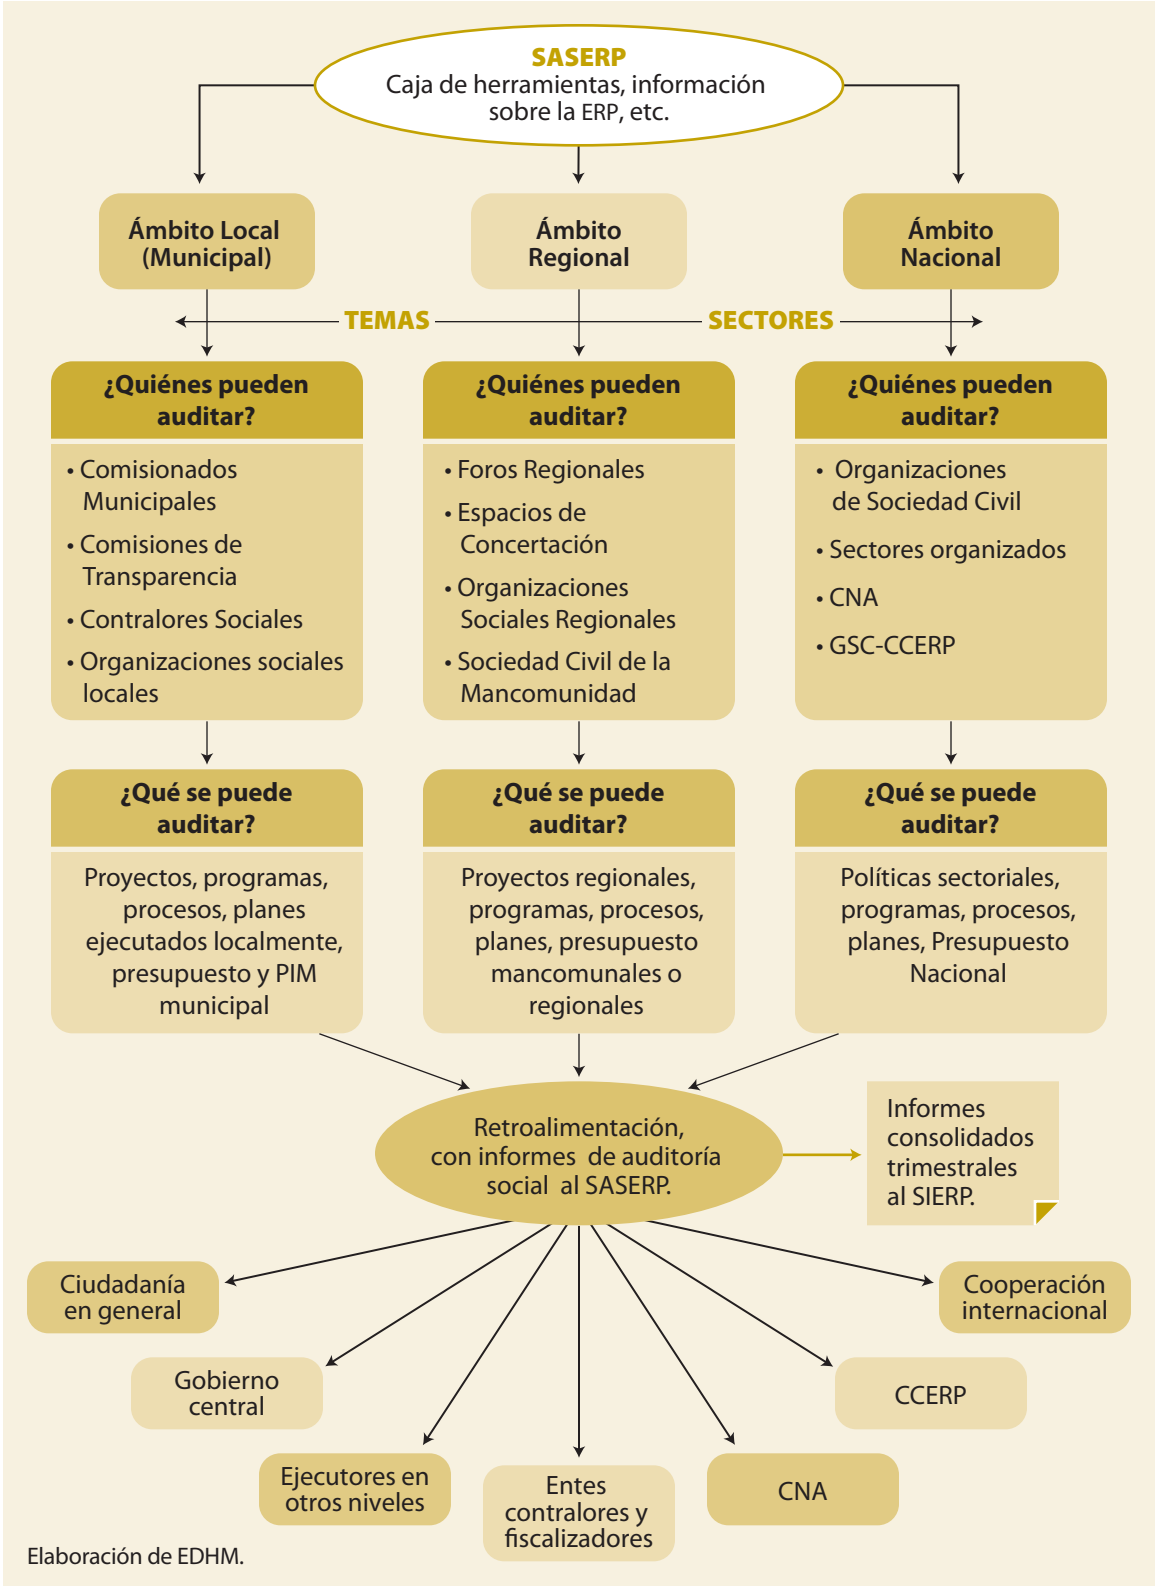 SASERP
Caja de herramientas, información
sobre la ERP, etc.
Ámbito Local
(Municipal)
Ámbito
Regional
Ámbito
Nacional
TEMAS
SECTORES
¿Quiénes pueden
auditar?
• Comisionados
Municipales
• Comisiones de
Transparencia
• Contralores Sociales
• Organizaciones sociales
locales
¿Quiénes pueden
auditar?
• Foros Regionales
• Espacios de
Concertación
• Organizaciones
Sociales Regionales
• Sociedad Civil de la
Mancomunidad
¿Quiénes pueden
auditar?
• Organizaciones
de Sociedad Civil
• Sectores organizados
• CNA
• GSC-CCERP
¿Qué se puede
auditar?
Proyectos, programas,
procesos, planes
ejecutados localmente,
presupuesto y PIM
municipal
¿Qué se puede
auditar?
Proyectos regionales,
programas, procesos,
planes, presupuesto
mancomunales o
regionales
¿Qué se puede
auditar?
Políticas sectoriales,
programas, procesos,
planes, Presupuesto
Nacional
Retroalimentación,
con informes de auditoría
social al SASERP.
Informes
consolidados
trimestrales
al SIERP.
Ciudadanía
en general
Cooperación
internacional
Gobierno
central
CCERP
Ejecutores en
otros niveles
Entes
contralores y
fiscalizadores
CNA
Elaboración de EDHM.